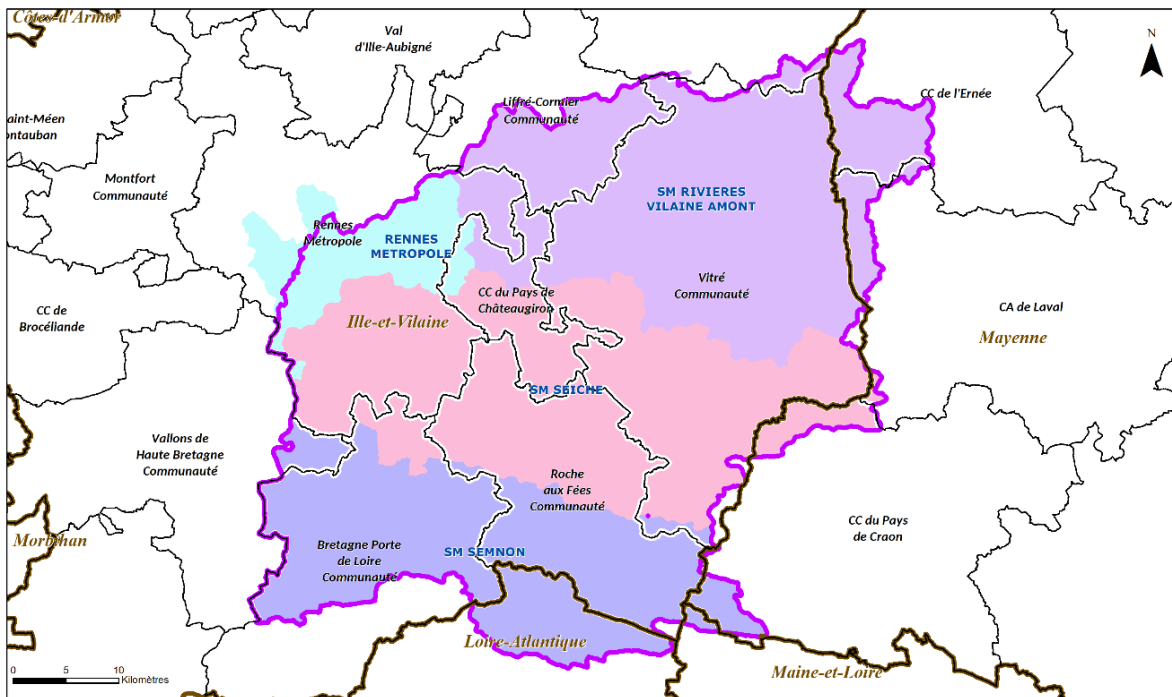 Côtes-d'Armor
Val
d'Ille-Aubigné
N
CC de l'Ernée
Liffré-Cormier
Communauté
Saint-Méen
Montauban
Montfort
Communauté
SM RIVIERES
VILAINE AMONT
Rennes
Métropole
RENNES
METROPOLE
Vitré
Communauté
CC du Pays de
Châteaugiron
CC de
Brocéliande
Ille-et-Vilaine
CA de Laval
Mayenne
SM SEICHE
Vallons de
Haute Bretagne
Communauté
Roche
aux Fées
Communauté
CC du Pays
de Craon
Morbihan
Bretagne Porte
de Loire
Communauté
SM SEMNON
Loire-Atlantique
Maine-et-Loire
0 5 10
Kilomètres